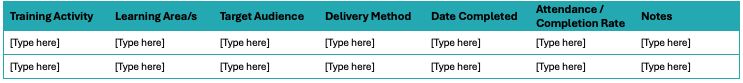 Training Activity Learning Area/s Target Audience Delivery Method Date Completed Attendance / Completion Rate Notes
[Type here] [Type here] [Type here] [Type here] [Type here] [Type here] [Type here]
[Type here] [Type here] [Type here] [Type here] [Type here] [Type here] [Type here]